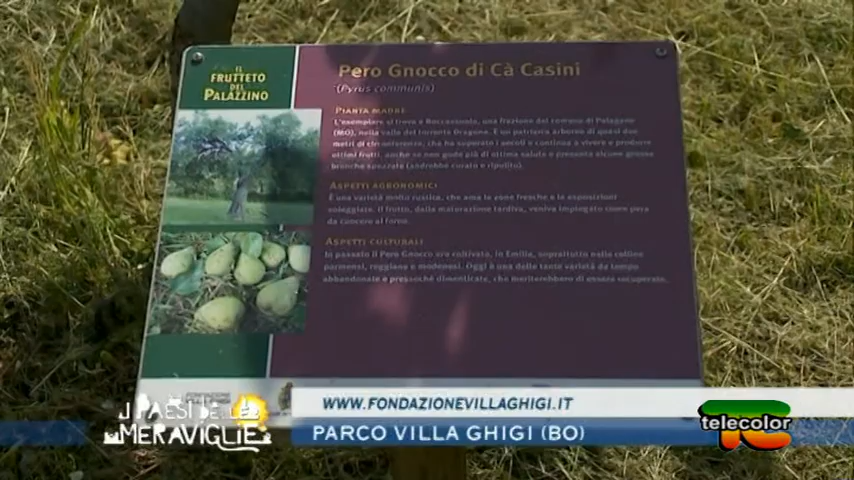 IL
FRUTTETO
DEL
PALAZZINO
Pero Gnocco di Cà Casini
(Pyrus communis)
PIANTA MADRE
L'esemplare si trova a Boccassuolo, una frazione del comune di Palagano
(MO), nella valle del torrente Dragone. È un patriarca arboreo di quasi due
metri di circonferenza, che ha superato i secoli e continua a vivere e produrre
ottimi frutti, anche se non gode più di ottima salute e presenta alcune grosse
branche spezzate (andrebbe curato e ripulito).
ASPETTI AGRONOMICI
È una varietà molto rustica, che ama le zone fresche e le esposizioni
soleggiate. Il frutto, dalla maturazione tardiva, veniva impiegato come pera
da cuocere al forno.
ASPETTI CULTURALI
In passato il Pero Gnocco era coltivato, in Emilia, soprattutto nelle colline
parmensi, reggiane e modenesi. Oggi è una delle tante varietà da tempo
abbandonate e pressoché dimenticate, che meriterebbero di essere recuperate.
I PAESI DELLE
MERAVIGLIE
WWW.FONDAZIONEVILLAGHIGI.IT
PARCO VILLA GHIGI (BO)
telecolor